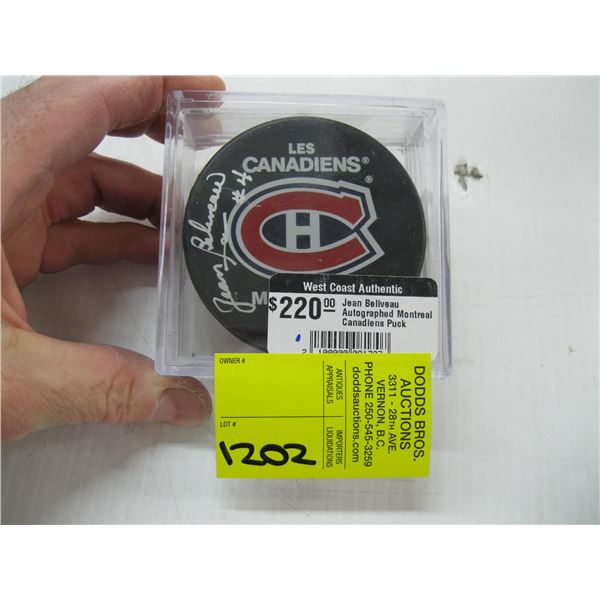 LES
CANADIENS®
Jean Beliveau #4
M
West Coast Authentic
$220.00
Jean Bellveau
Autographed Montreal
Canadiens Puck
OWNER #
LOT #
1202
ANTIQUES
APPRAISALS
IMPORTERS
LIQUIDATIONS
DODDS BROS.
AUCTIONS
3311 - 28TH AVE.
VERNON, B.C.
PHONE 250-545-3259
doddsauctions.com